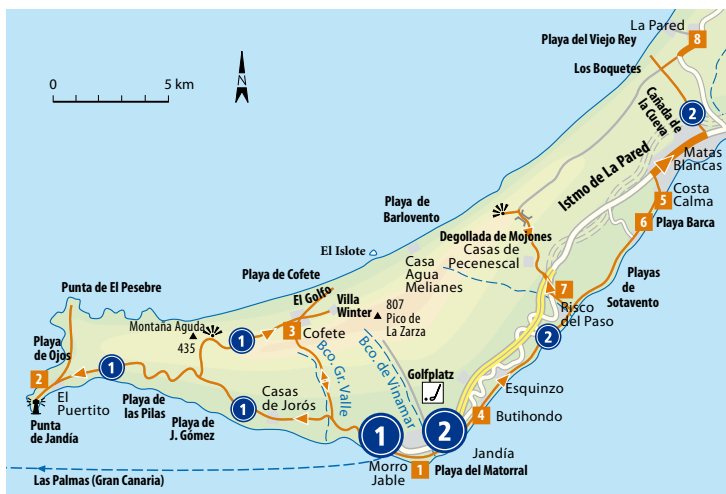 La Pared
8
Playa del Viejo Rey
Los Boquetes
0
5 km
N
Cañada de
la Cueva
2
Matas
Blancas
Istmo de La Pared
5
Costa
Calma
6
Playa Barca
Playa de
Barlovento
Degollada de Mojones
Casas de
Pecenescal
El Islote
Casa
Agua
Melianes
Playas de
Sotavento
7
Risco
del Paso
2
Playa de Cofete
Punta de El Pesebre
El Golfo
Villa
Winter
807
Pico de
La Zarza
Montaña Aguda
435
1
3
Cofete
Playa
de Ojos
2
1
El
Puertito
Punta
de Jandía
Playa de
las Pilas
Playa de
J. Gómez
1
Casas
de Jorós
Bco. Gr. Valle
Bco. de Vinamar
Golfplatz
Esquinzo
4
Butihondo
1
2
Jandía
Morro
Jable
1
Playa del Matorral
Las Palmas (Gran Canaria)